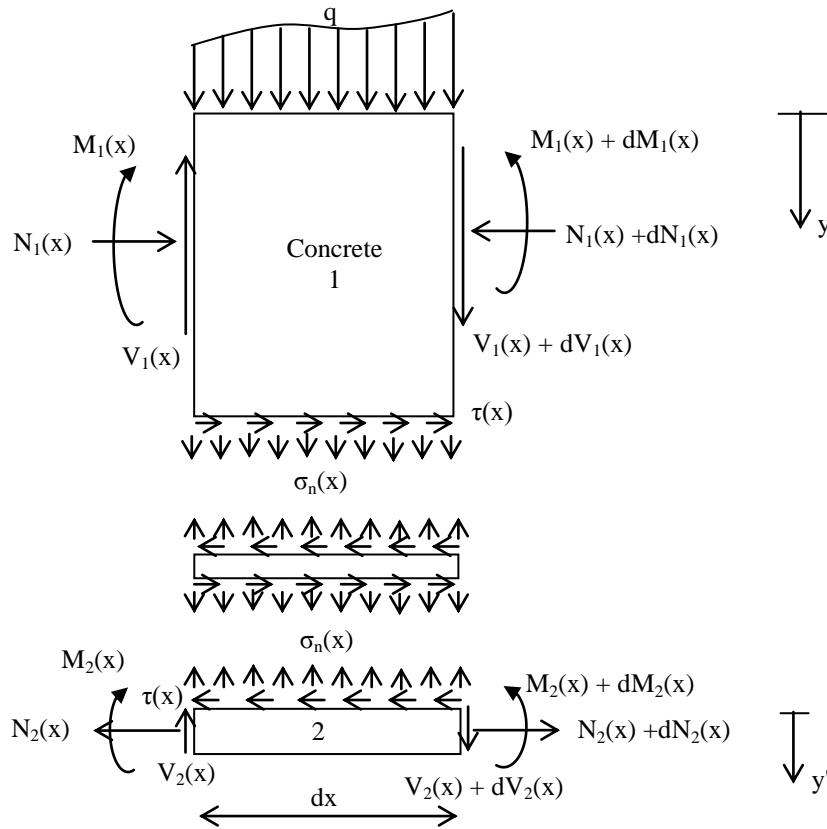 q
M₁(x)
M₁(x) + dM₁(x)
N₁(x)
Concrete
1
N₁(x) +dN₁(x)
y
V₁(x)
V₁(x) + dV₁(x)
τ(x)
σₙ(x)
σₙ(x)
M₂(x)
τ(x)
M₂(x) + dM₂(x)
N₂(x)
2
N₂(x) +dN₂(x)
V₂(x)
V₂(x) + dV₂(x)
y'
dx